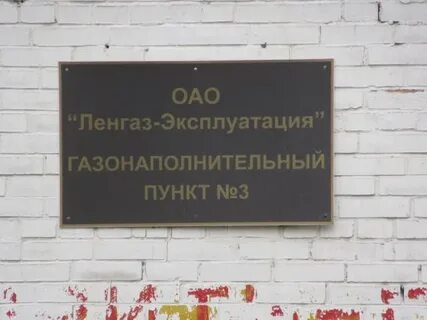 ОАО
"Ленгаз-Эксплуатация"
ГАЗОНАПОЛНИТЕЛЬНЫЙ
ПУНКТ №3